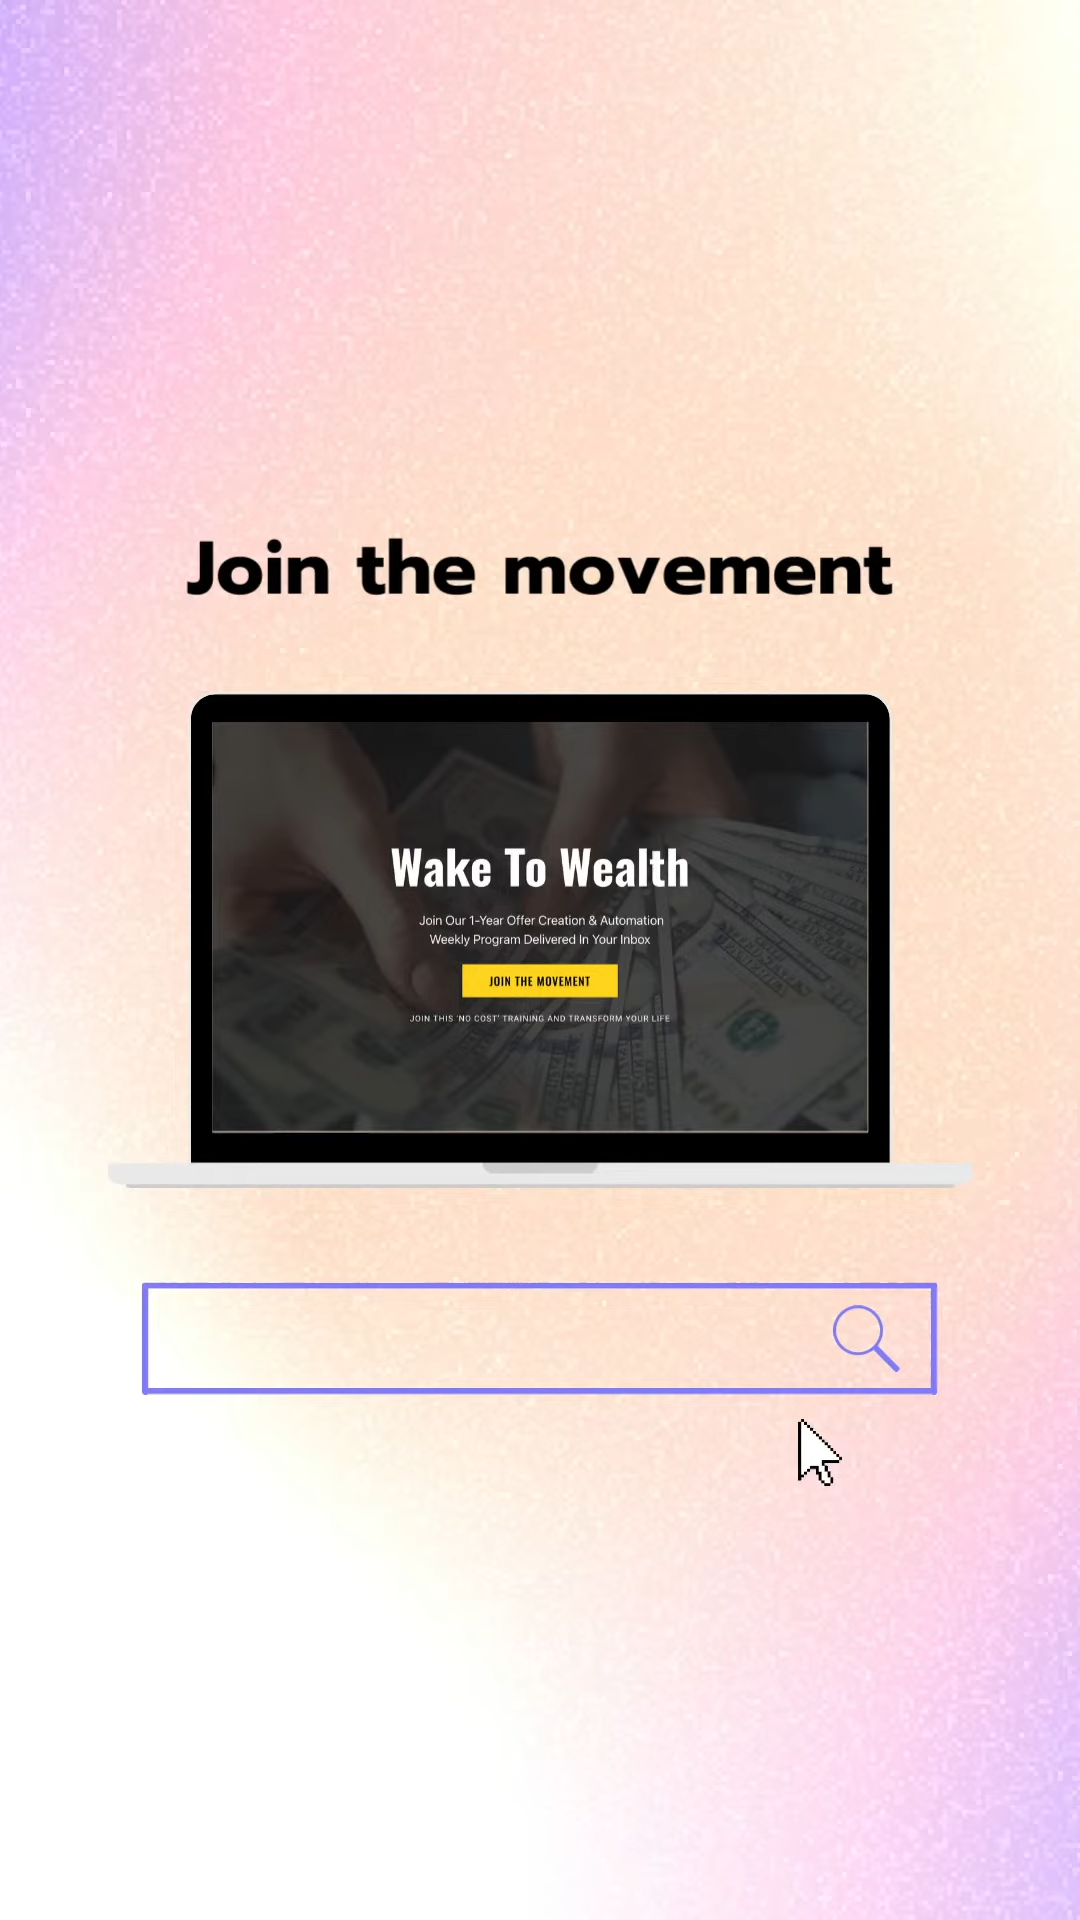 Join the movement
Wake To Wealth
Join Our 1-Year Offer Creation & Automation
Weekly Program Delivered In Your Inbox
JOIN THE MOVEMENT
JOIN THIS 'NO COST' TRAINING AND TRANSFORM YOUR LIFE